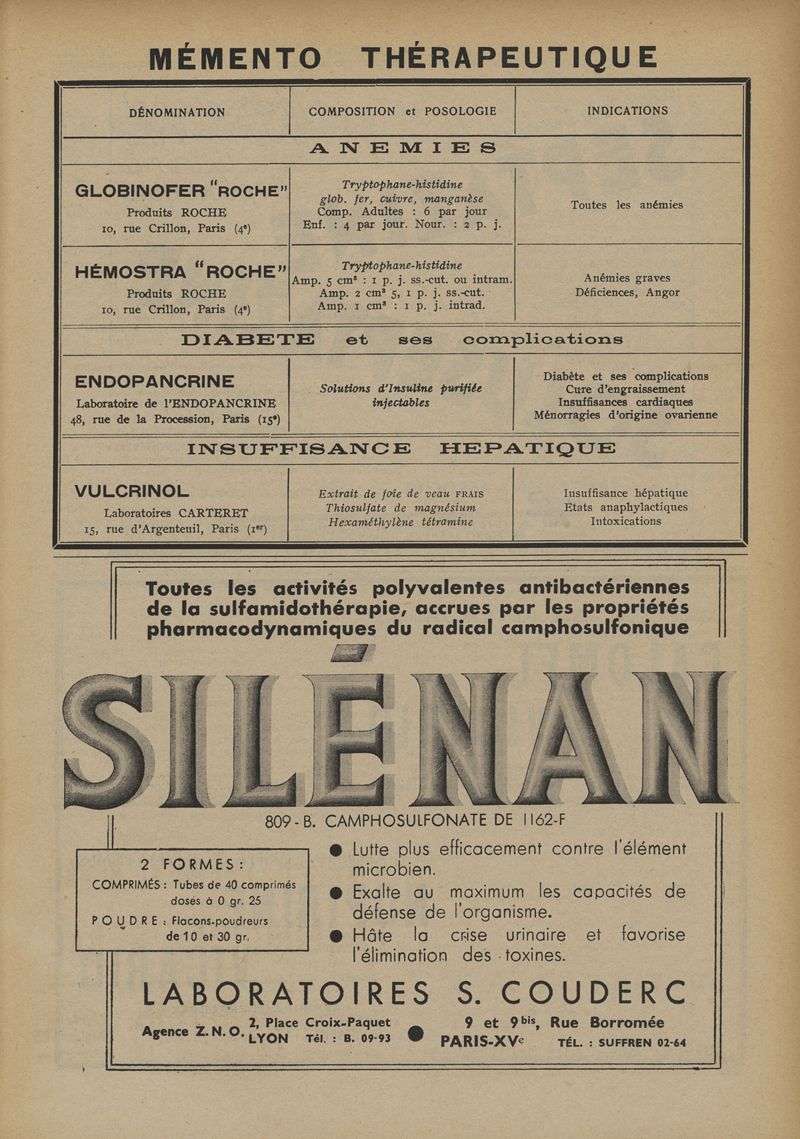 MÉMENTO THÉRAPEUTIQUE
DÉNOMINATION
COMPOSITION et POSOLOGIE
INDICATIONS
ANEMIES
GLOBINOFER "ROCHE"
Produits ROCHE
10, rue Crillon, Paris (4e)
Tryptophane-histidine
glob. fer, cuivre, manganèse
Comp. Adultes : 6 par jour
Enf. : 4 par jour. Nour. : 2 p. j.
Toutes les anémies
HÉMOSTRA "ROCHE"
Produits ROCHE
10, rue Crillon, Paris (4e)
Tryptophane-histidine
Amp. 5 cm³ : 1 p. j. ss.-cut. ou intram.
Amp. 2 cm³ 5, 1 p. j. ss.-cut.
Amp. 1 cm³ : 1 p. j. intrad.
Anémies graves
Déficiences, Angor
DIABETE et ses complications
ENDOPANCRINE
Laboratoire de l'ENDOPANCRINE
48, rue de la Procession, Paris (15e)
Solutions d'Insuline purifiée
injectables
Diabète et ses complications
Cure d'engraissement
Insuffisances cardiaques
Ménorragies d'origine ovarienne
INSUFFISANCE HEPATIQUE
VULCRINOL
Laboratoires CARTERET
15, rue d'Argenteuil, Paris (1er)
Extrait de foie de veau FRAIS
Thiosulfate de magnésium
Hexaméthylène tétramine
Insuffisance hépatique
Etats anaphylactiques
Intoxications
Toutes les activités polyvalentes antibactériennes
de la sulfamidothérapie, accrues par les propriétés
pharmacodynamiques du radical camphosulfonique
SILÉNAN
809-B. CAMPHOSULFONATE DE 1162-F
2 FORMES :
COMPRIMÉS : Tubes de 40 comprimés
dosés à 0 gr. 25
POUDRE : Flacons-poudreurs
de 10 et 30 gr.
● Lutte plus efficacement contre l'élément
microbien.
● Exalte au maximum les capacités de
défense de l'organisme.
● Hâte la crise urinaire et favorise
l'élimination des toxines.
LABORATOIRES S. COUDERC
Agence Z.N.O. 2, Place Croix-Paquet
LYON Tél. : B. 09-93
● 9 et 9 bis, Rue Borromée
PARIS-XVe TÉL. : SUFFREN 02-64